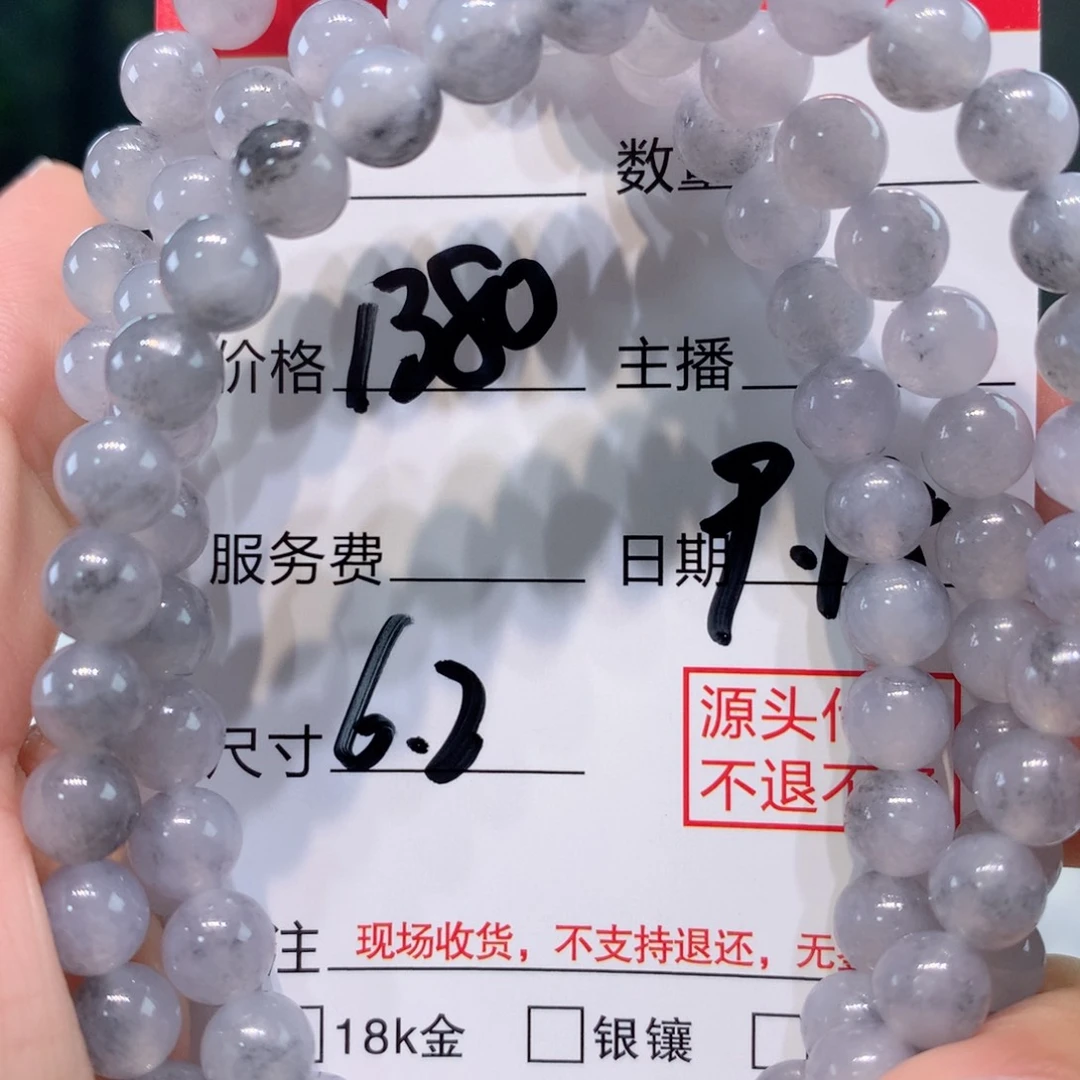 数
价格 1380 主播
服务费 日期 9.1
尺寸 6.2
源头
不退不
注 现场收货，不支持退还，无
18k金 银镶